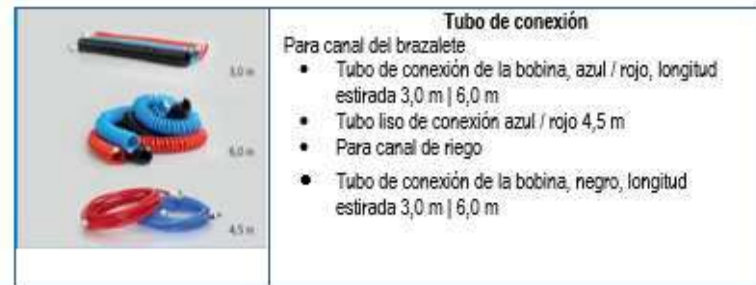 Tubo de conexión
Para canal del brazalete
• Tubo de conexión de la bobina, azul / rojo, longitud
estirada 3,0 m | 6,0 m
• Tubo liso de conexión azul / rojo 4,5 m
• Para canal de riego
• Tubo de conexión de la bobina, negro, longitud
estirada 3,0 m | 6,0 m
3,0 m
6,0 m
4,5 m